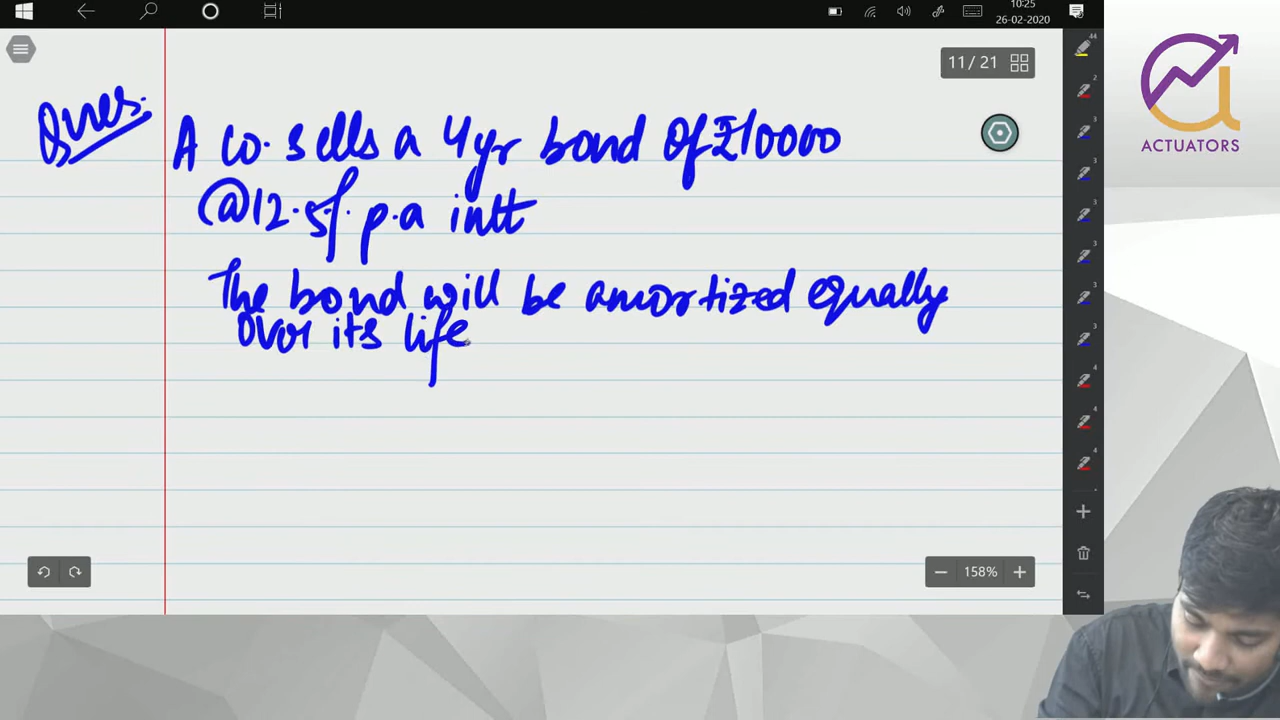 10:25
26-02-2020
11 / 21
ACTUATORS
Ques.
A co. sells a 4yr bond of ₹10000
@12.5% p.a intt
The bond will be amortized equally
over its life
158%